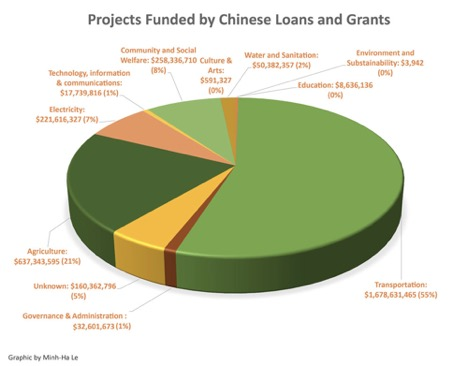 Projects Funded by Chinese Loans and Grants
Community and Social
Welfare: $258,336,710
(8%)
Culture &
Arts:
$591,327
(0%)
Water and Sanitation:
$50,382,357 (2%)
Environment and
Substainability: $3,942
(0%)
Technology, information
& communications:
$17,739,816 (1%)
Education: $8,636,136
(0%)
Electricity:
$221,616,327 (7%)
Agriculture:
$637,343,595 (21%)
Unknown: $160,362,796
(5%)
Transportation:
$1,678,631,465 (55%)
Governance & Administration :
$32,601,673 (1%)
Graphic by Minh-Ha Le